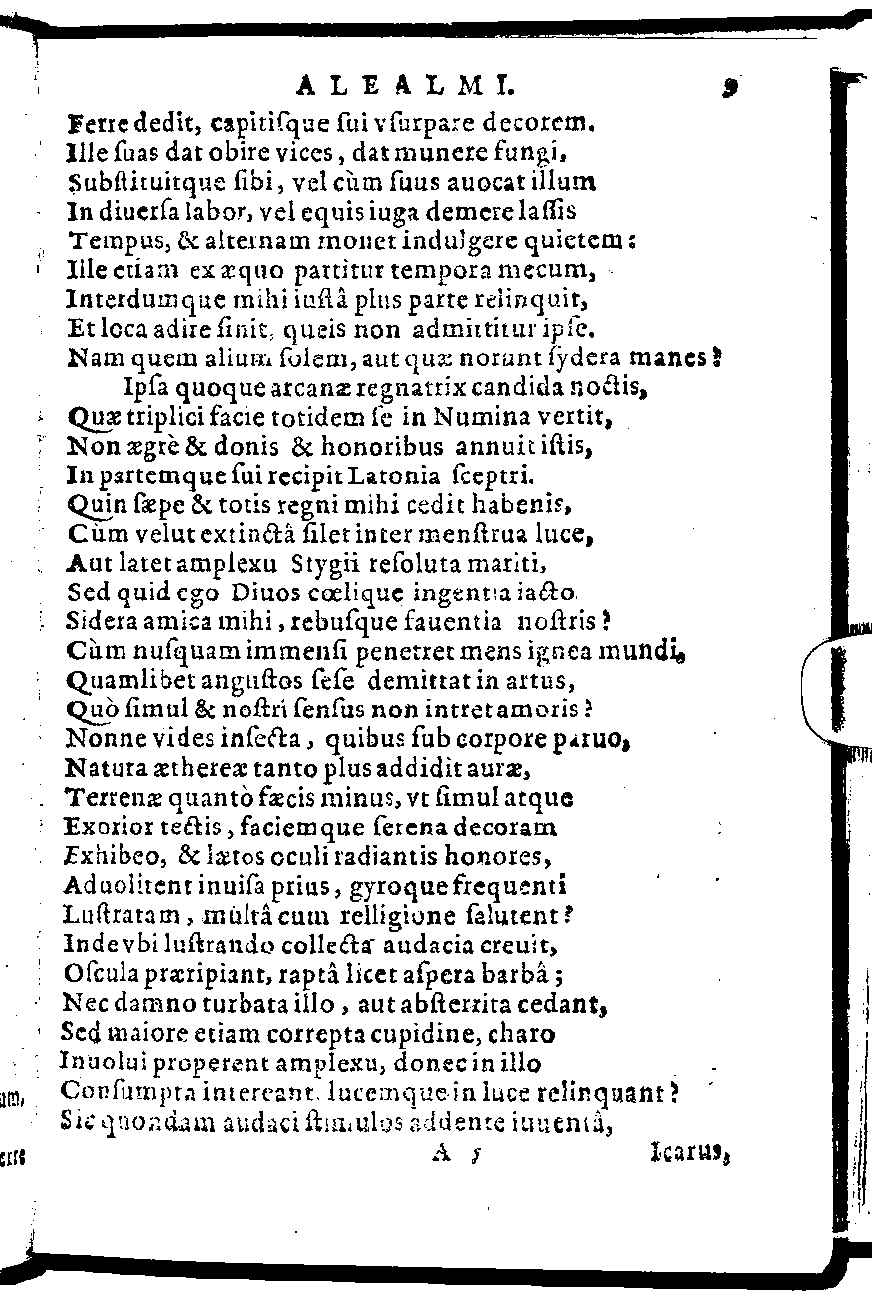 ALEALMI. 9
Ferre dedit, capitiſque ſui vſurpare decorem.
Ille ſuas dat obire vices, dat munere fungi,
Subſtituitque ſibi, vel cùm ſuus auocat illum
In diuerſa labor, vel equis iuga demere laſſis
Tempus, & alternam monet indulgere quietem:
Ille etiam ex æquo partitur tempora mecum,
Interdumque mihi iuſtâ plus parte relinquit,
Et loca adire ſinit, queis non admittitur ipſe.
Nam quem alium ſolem, aut quæ norunt ſydera manes?
Ipſa quoque arcanæ regnatrix candida noctis,
Quæ triplici facie totidem ſe in Numina vertit,
Non ægrè & donis & honoribus annuit iſtis,
In partemque ſui recipit Latonia ſceptri.
Quin ſæpe & totis regni mihi cedit habenis,
Cùm velut extinctâ ſilet inter menſtrua luce,
Aut latet amplexu Stygii reſoluta mariti,
Sed quid ego Diuos cœlique ingentia iacto
Sidera amica mihi, rebuſque fauentia noſtris?
Cùm nuſquam immenſi penetret mens ignea mundi,
Quamlibet anguſtos ſeſe demittat in artus,
Quò ſimul & noſtri ſenſus non intret amoris?
Nonne vides inſecta, quibus ſub corpore paruo,
Natura æthereæ tanto plus addidit auræ,
Terrenæ quantò fæcis minus, vt ſimul atque
Exorior tectis, faciemque ſerena decoram
Exhibeo, & lætos oculi radiantis honores,
Aduolitent inuiſa prius, gyroque frequenti
Luſtratam, multâ cum relligione ſalutent?
Inde vbi luſtrando collecta audacia creuit,
Oſcula præripiant, raptâ licet aſpera barbâ;
Nec damno turbata illo, aut abſterrita cedant,
Sed maiore etiam correpta cupidine, charo
Inuolui properent amplexu, donec in illo
Conſumpta intereant, lucemque in luce relinquant?
Sic quondam audaci ſtimulos addente iuuentâ,
A 5 Icarus,